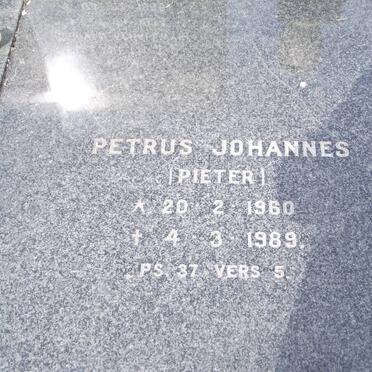 PETRUS JOHANNES
(PIETER)
* 20 · 2 · 1960
† 4 · 3 · 1989.
PS. 37 VERS 5.